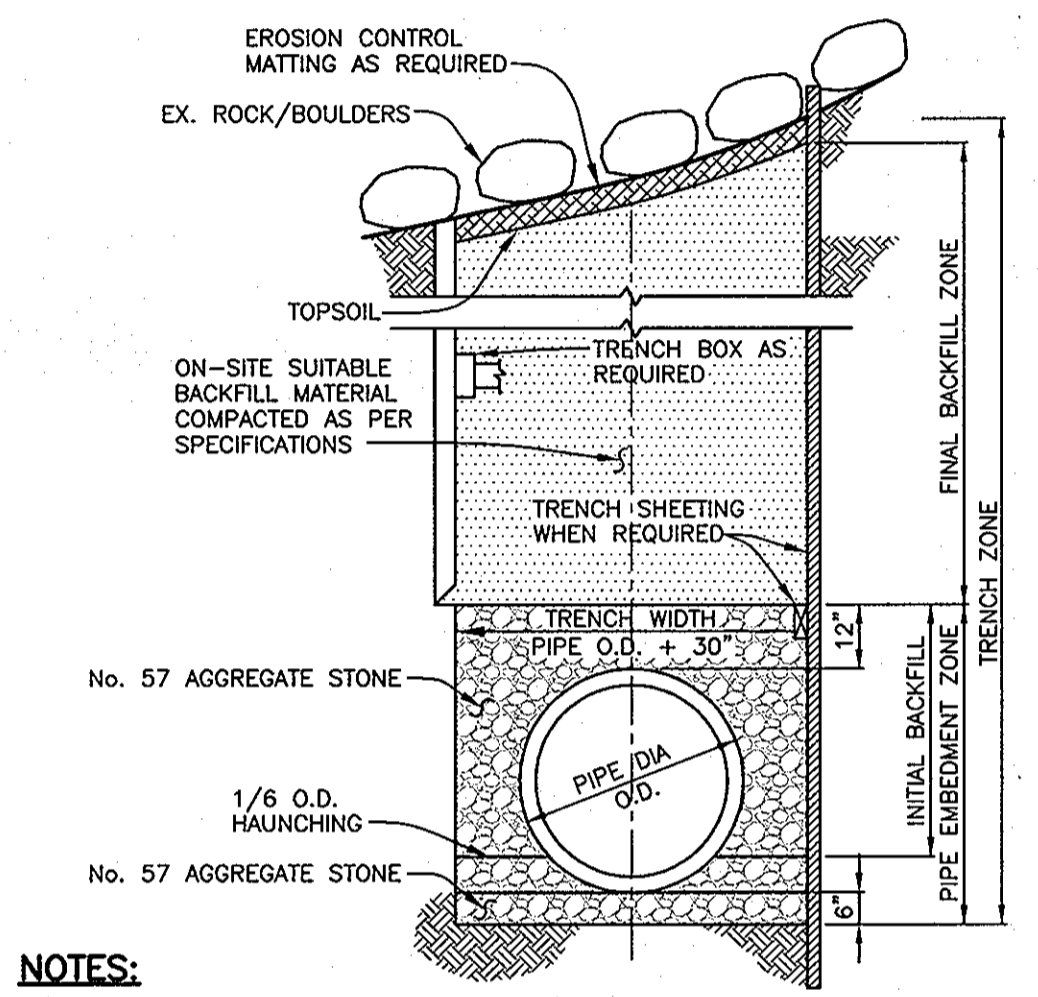 EROSION CONTROL
MATTING AS REQUIRED
EX. ROCK/BOULDERS
TOPSOIL
TRENCH BOX AS
REQUIRED
ON-SITE SUITABLE
BACKFILL MATERIAL
COMPACTED AS PER
SPECIFICATIONS
TRENCH SHEETING
WHEN REQUIRED
TRENCH WIDTH
PIPE O.D. + 30"
12"
No. 57 AGGREGATE STONE
PIPE DIA
O.D.
1/6 O.D.
HAUNCHING
No. 57 AGGREGATE STONE
6"
INITIAL BACKFILL
PIPE EMBEDMENT ZONE
FINAL BACKFILL ZONE
TRENCH ZONE
NOTES: